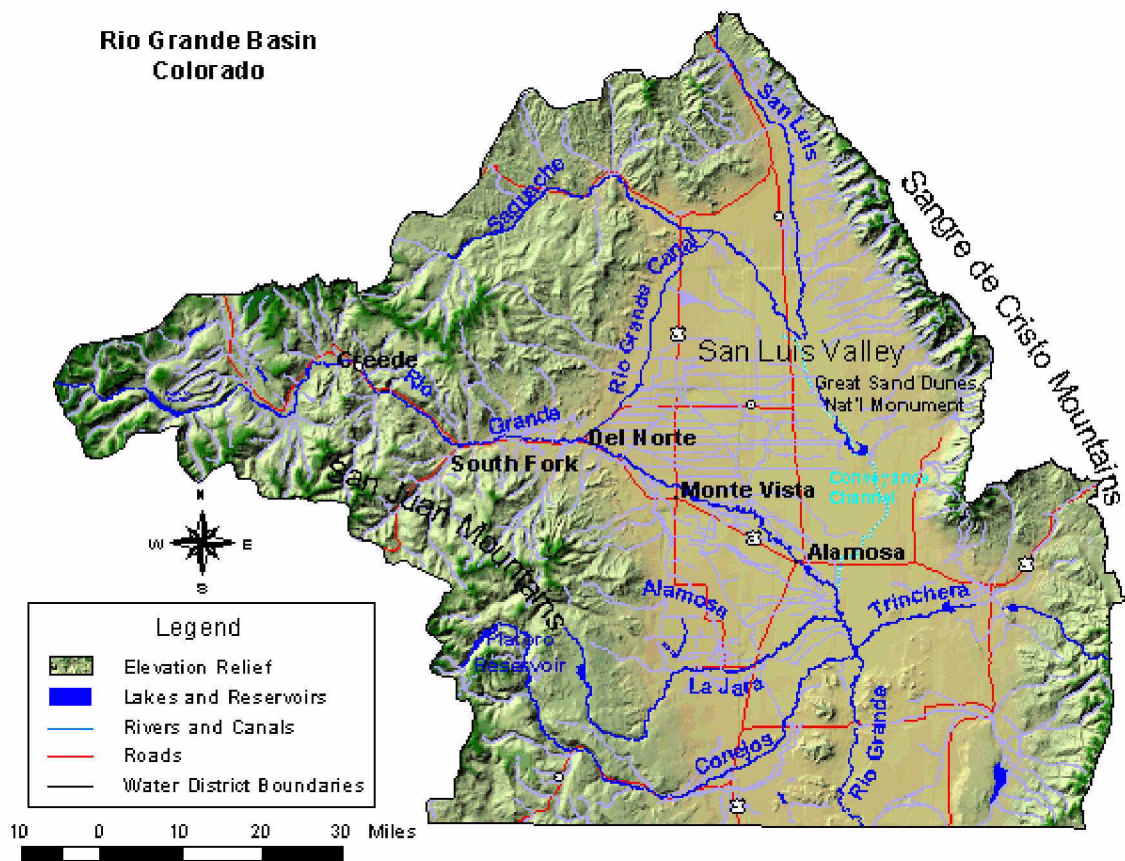 Rio Grande Basin
Colorado
San Luis
Saguache
Sangre de Cristo Mountains
Rio Grande Canal
San Luis Valley
Creede
Rio
Grande
Great Sand Dunes
Nat'l Monument
Del Norte
South Fork
San Juan Mountains
Conveyance
Channel
Monte Vista
N
W E
S
Alamosa
Alamosa
Trinchera
Platoro
Reservoir
La Jara
Conejos
Rio Grande
Legend
Elevation Relief
Lakes and Reservoirs
Rivers and Canals
Roads
Water District Boundaries
10 0 10 20 30 Miles